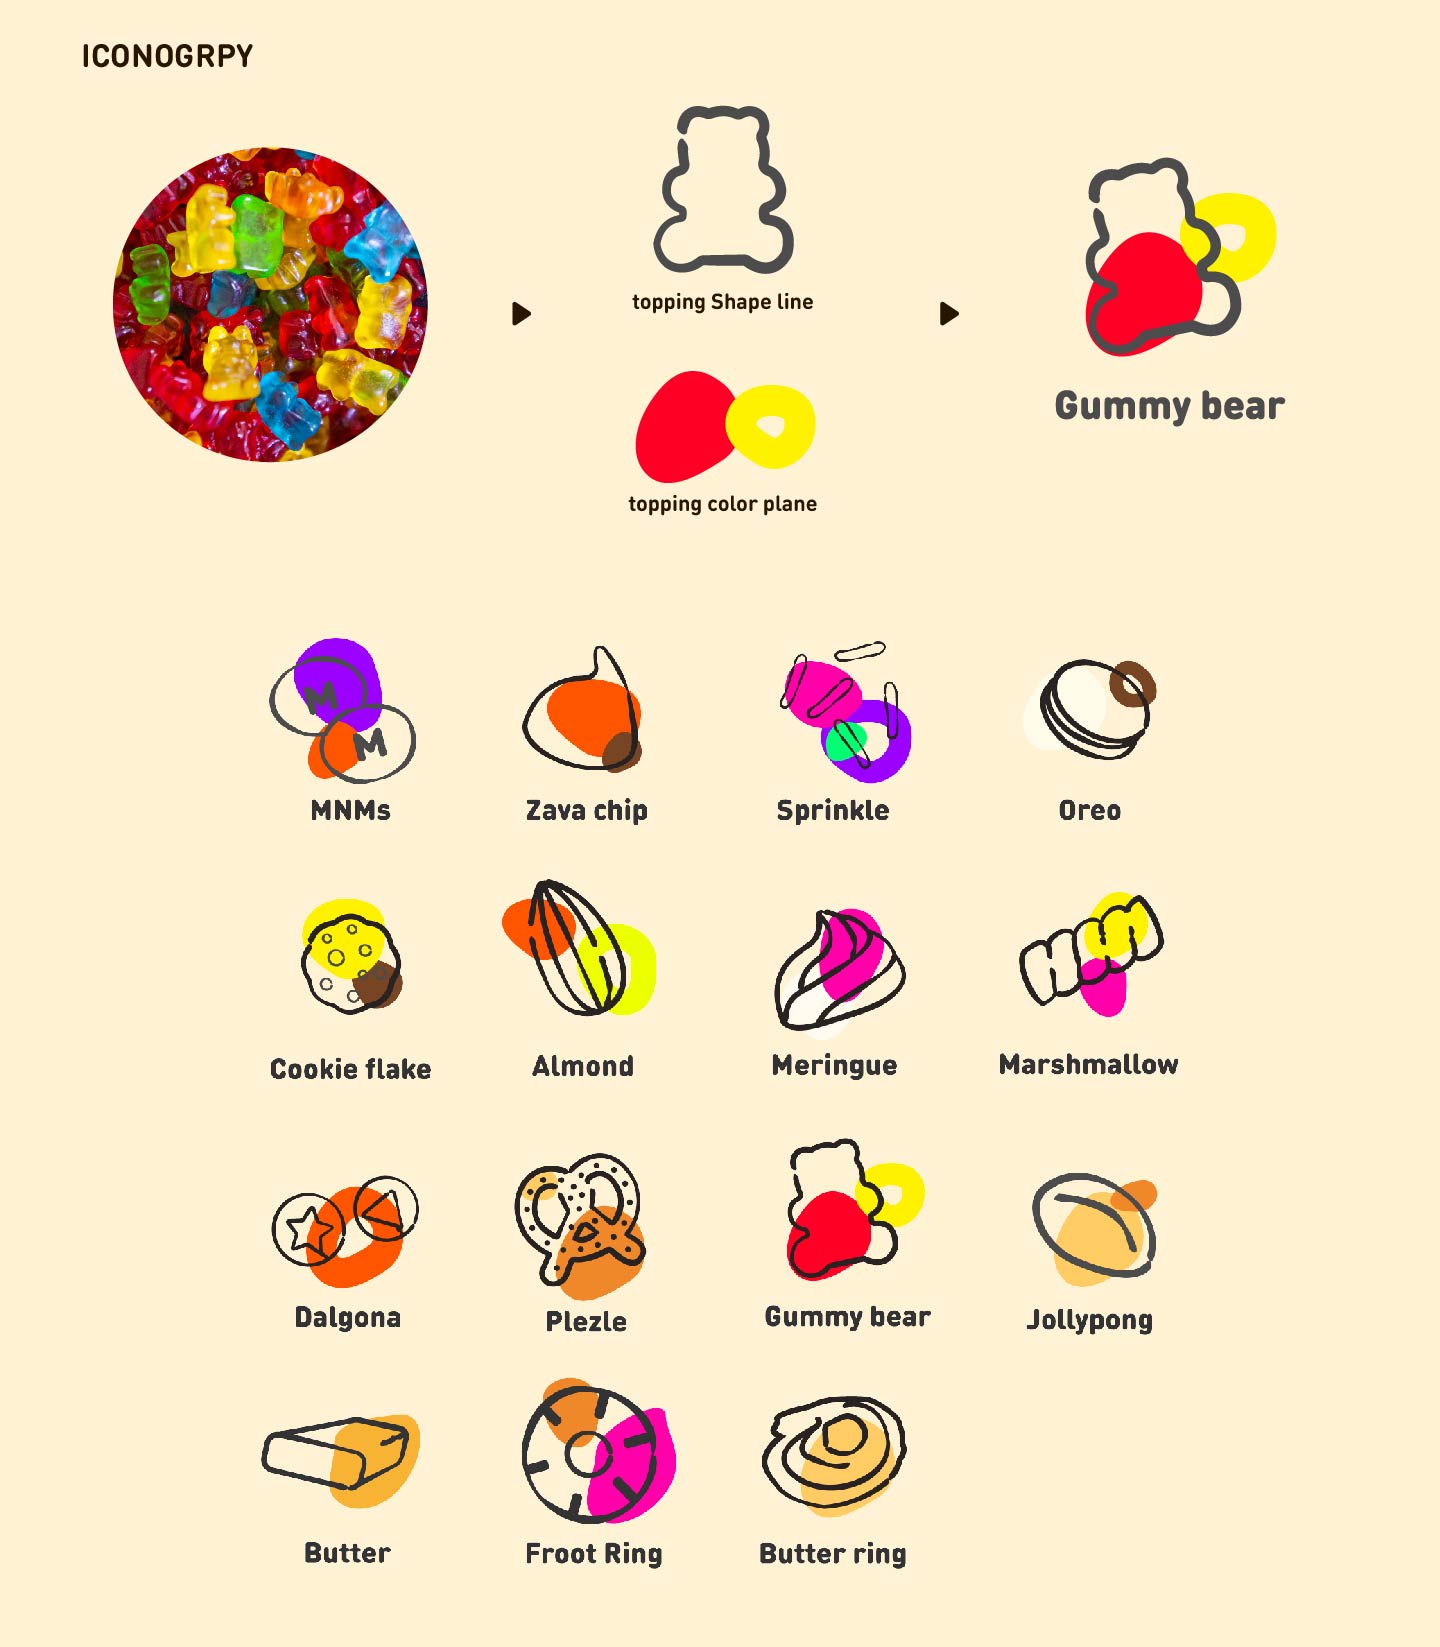 ICONOGRPY
topping Shape line
topping color plane
Gummy bear
M
M
MNMs
Zava chip
Sprinkle
Oreo
Cookie flake
Almond
Meringue
Marshmallow
Dalgona
Plezle
Gummy bear
Jollypong
Butter
Froot Ring
Butter ring